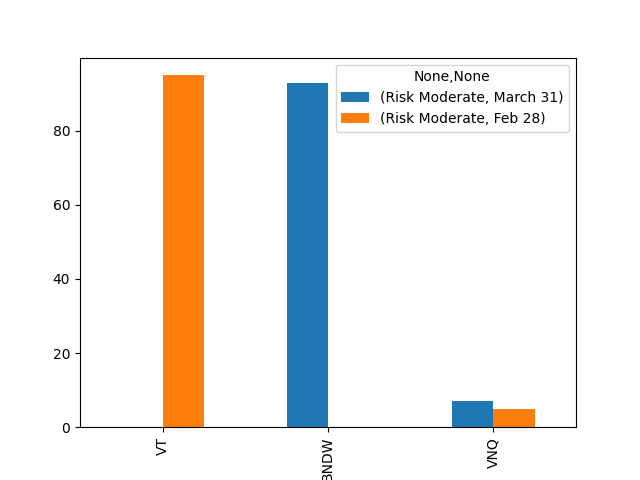 None,None
(Risk Moderate, March 31)
(Risk Moderate, Feb 28)
80
60
40
20
0
VT
BNDW
VNQ